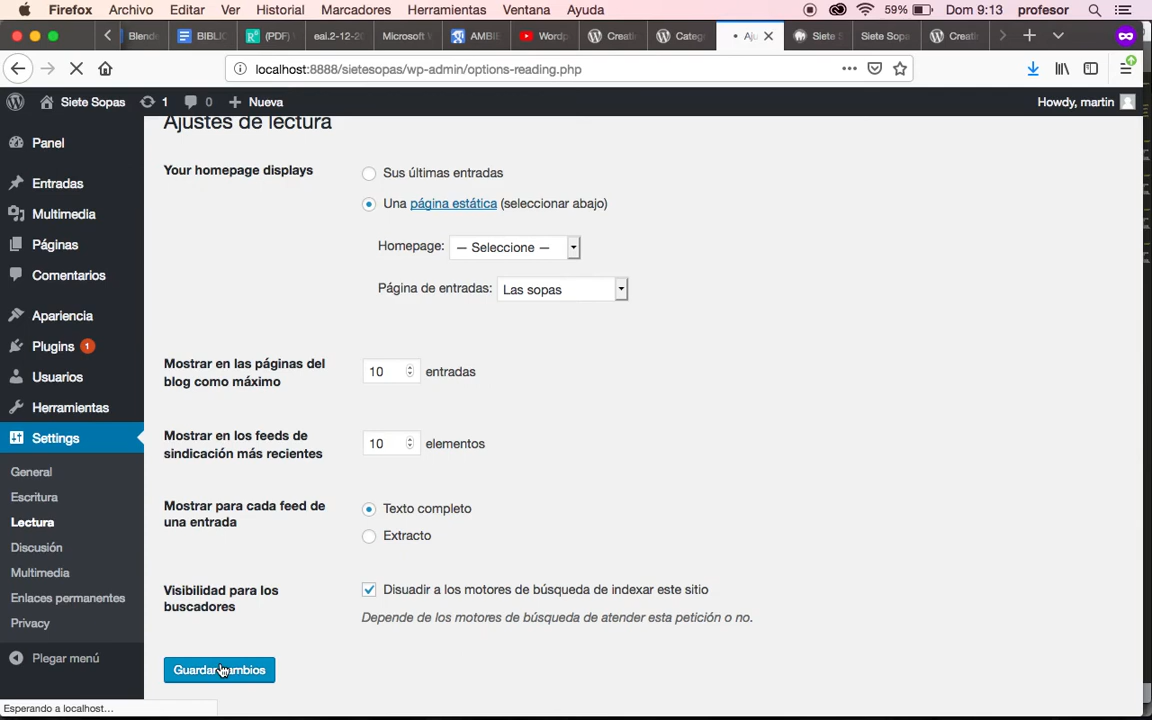 Firefox Archivo Editar Ver Historial Marcadores Herramientas Ventana Ayuda 59% Dom 9:13 profesor
Blende BIBLIC (PDF) eai.2-12-20 Microsoft V AMBIE Wordp Creati Categ Aju Siete S Siete Sopa Creatin
localhost:8888/sietesopas/wp-admin/options-reading.php
Siete Sopas 1 0 Nueva Howdy, martin
Panel
Entradas
Multimedia
Páginas
Comentarios
Apariencia
Plugins 1
Usuarios
Herramientas
Settings
General
Escritura
Lectura
Discusión
Multimedia
Enlaces permanentes
Privacy
Plegar menú
Ajustes de lectura
Your homepage displays
Sus últimas entradas
Una página estática (seleccionar abajo)
Homepage: — Seleccione —
Página de entradas: Las sopas
Mostrar en las páginas del
blog como máximo
10 entradas
Mostrar en los feeds de
sindicación más recientes
10 elementos
Mostrar para cada feed de
una entrada
Texto completo
Extracto
Visibilidad para los
buscadores
Disuadir a los motores de búsqueda de indexar este sitio
Depende de los motores de búsqueda de atender esta petición o no.
Guardar cambios
Esperando a localhost...